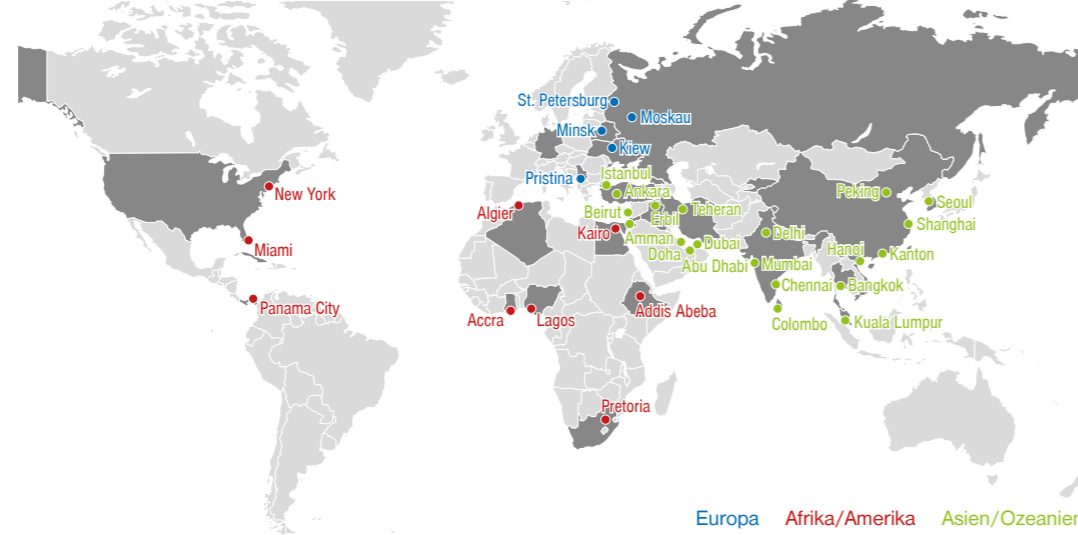 St. Petersburg
Moskau
Minsk
Kiew
Pristina
Istanbul
Ankara
New York
Algier
Beirut
Erbil
Teheran
Peking
Seoul
Shanghai
Miami
Kairo
Amman
Doha
Dubai
Abu Dhabi
Delhi
Mumbai
Hanoi
Kanton
Chennai
Bangkok
Panama City
Accra
Lagos
Addis Abeba
Colombo
Kuala Lumpur
Pretoria
Europa Afrika/Amerika Asien/Ozeanien